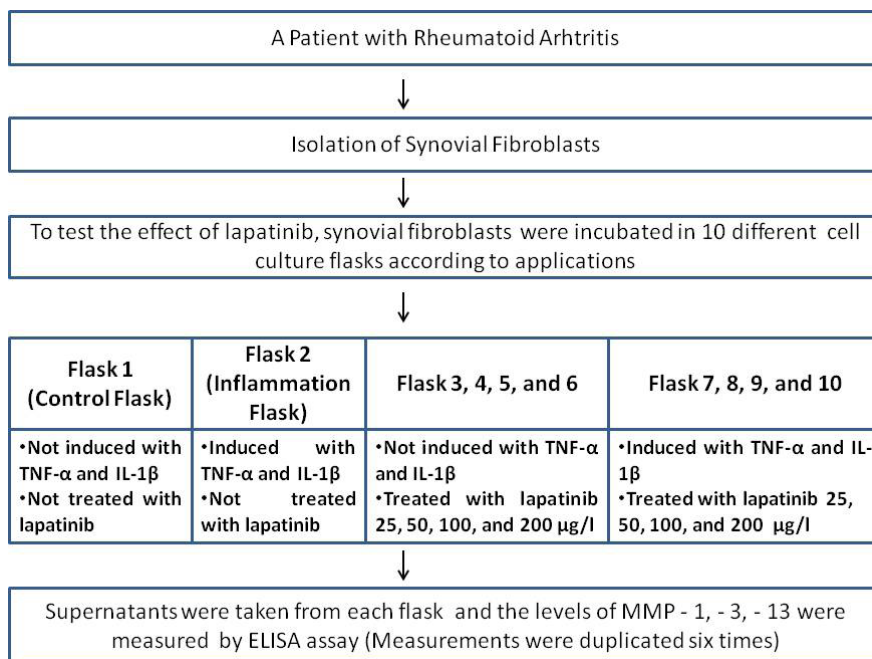 A Patient with Rheumatoid Arhtritis
Isolation of Synovial Fibroblasts
To test the effect of lapatinib, synovial fibroblasts were incubated in 10 different cell
culture flasks according to applications
Flask 1
(Control Flask)
Flask 2
(Inflammation
Flask)
Flask 3, 4, 5, and 6
Flask 7, 8, 9, and 10
•Not induced with
TNF-α and IL-1β
•Not treated with
lapatinib
•Induced with
TNF-α and IL-1β
•Not treated
with lapatinib
•Not induced with TNF-α
and IL-1β
•Treated with lapatinib
25, 50, 100, and 200 μg/l
•Induced with TNF-α and IL-
1β
•Treated with lapatinib 25,
50, 100, and 200 μg/l
Supernatants were taken from each flask and the levels of MMP - 1, - 3, - 13 were
measured by ELISA assay (Measurements were duplicated six times)